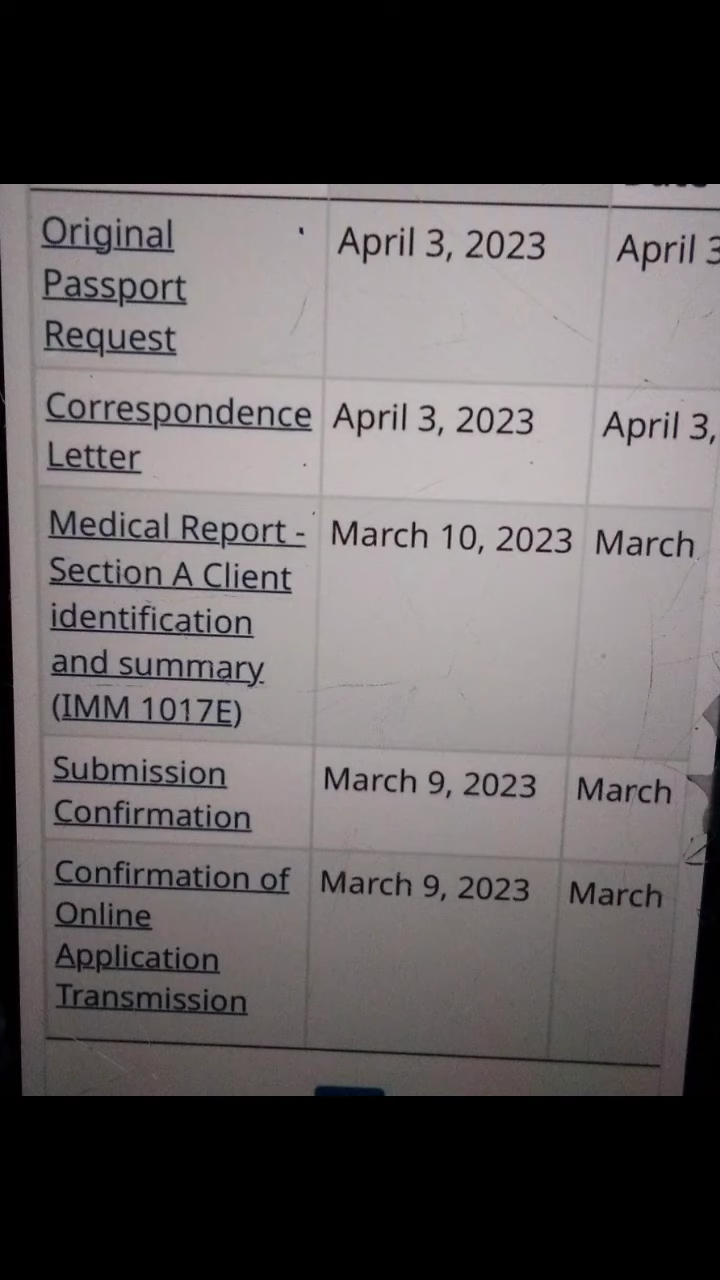 Original April 3, 2023 April 3
Passport
Request
Correspondence April 3, 2023 April 3,
Letter
Medical Report - March 10, 2023 March
Section A Client
identification
and summary
(IMM 1017E)
Submission March 9, 2023 March
Confirmation
Confirmation of March 9, 2023 March
Online
Application
Transmission